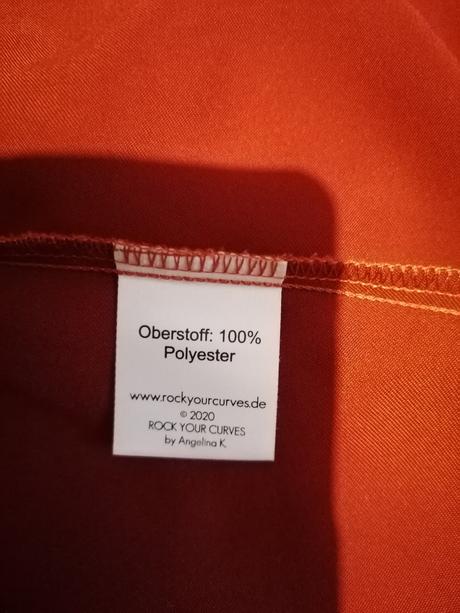 Oberstoff: 100%
Polyester
www.rockyourcurves.de
© 2020
ROCK YOUR CURVES
by Angelina K.